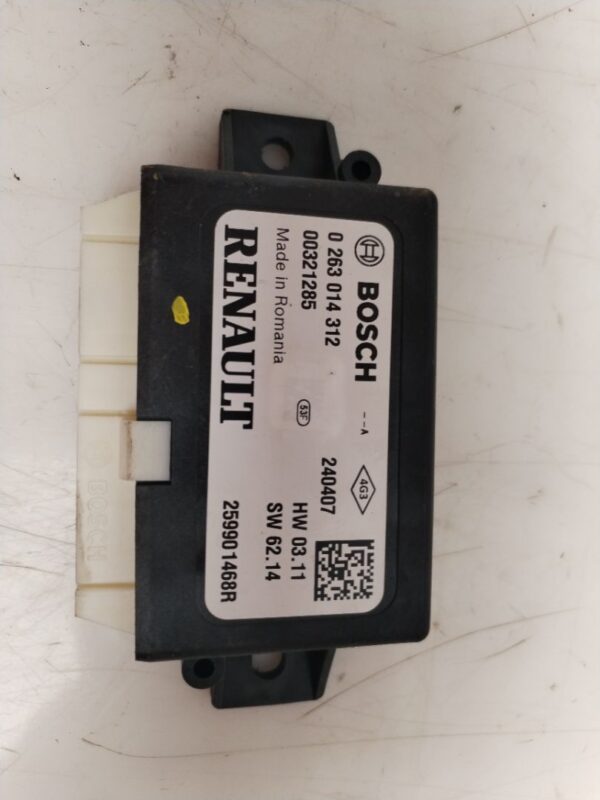 BOSCH --A 4G3
0 263 014 312 240407
00321285 HW 03.11
Made in Romania 53F SW 62.14
RENAULT 259901468R
BOSCH